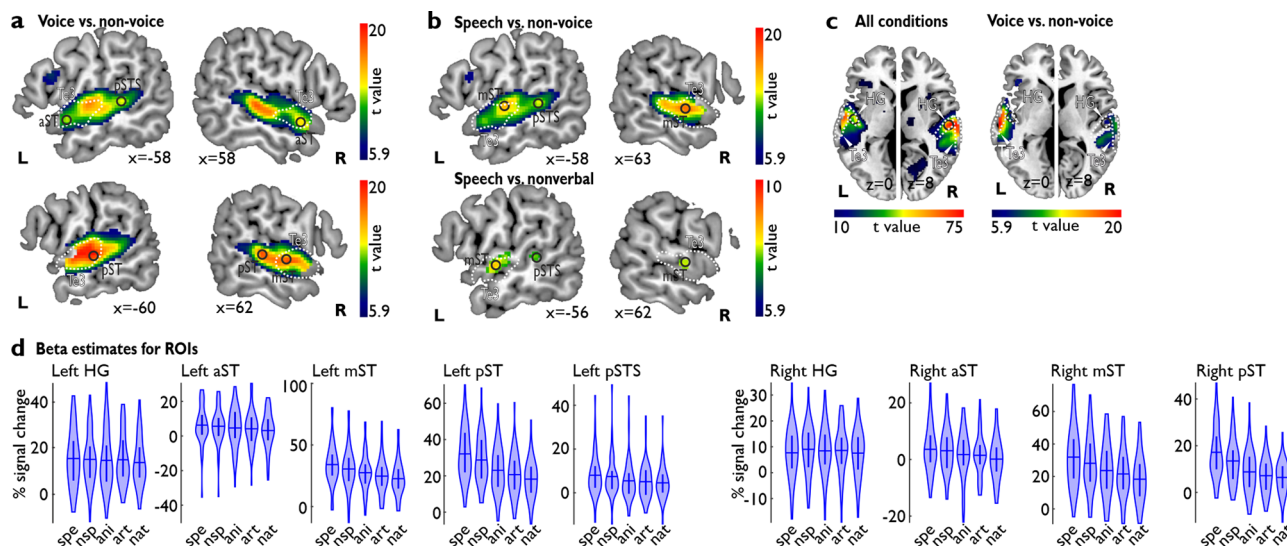 a Voice vs. non-voice
20
t value
5.9
pSTS
Te3
aST
L
x=-58
Te3
aST
58
R
20
t value
5.9
Te3
pST
L
x=-60
Te3
pST
mST
x=62
R
b Speech vs. non-voice
20
t value
5.9
mST
pSTS
Te3
L
x=-58
Te3
mST
x=63
R
Speech vs. nonverbal
10
t value
5.9
mST
pSTS
Te3
L
x=-56
Te3
mST
x=62
R
c All conditions
HG
HG
Te3
Te3
L
z=0
z=8
R
10 t value 75
Voice vs. non-voice
HG
HG
Te3
Te3
L
z=0
z=8
R
5.9 t value 20
d Beta estimates for ROIs
% signal change
Left HG
40
20
0
spe nsp ani art nat
Left aST
20
0
-20
-40
spe nsp ani art nat
Left mST
100
50
0
spe nsp ani art nat
Left pST
60
40
20
0
spe nsp ani art nat
Left pSTS
40
20
0
spe nsp ani art nat
% signal change
Right HG
30
20
10
0
-10
spe nsp ani art nat
Right aST
20
0
-20
spe nsp ani art nat
Right mST
60
40
20
0
spe nsp ani art nat
Right pST
40
20
0
spe nsp ani art nat